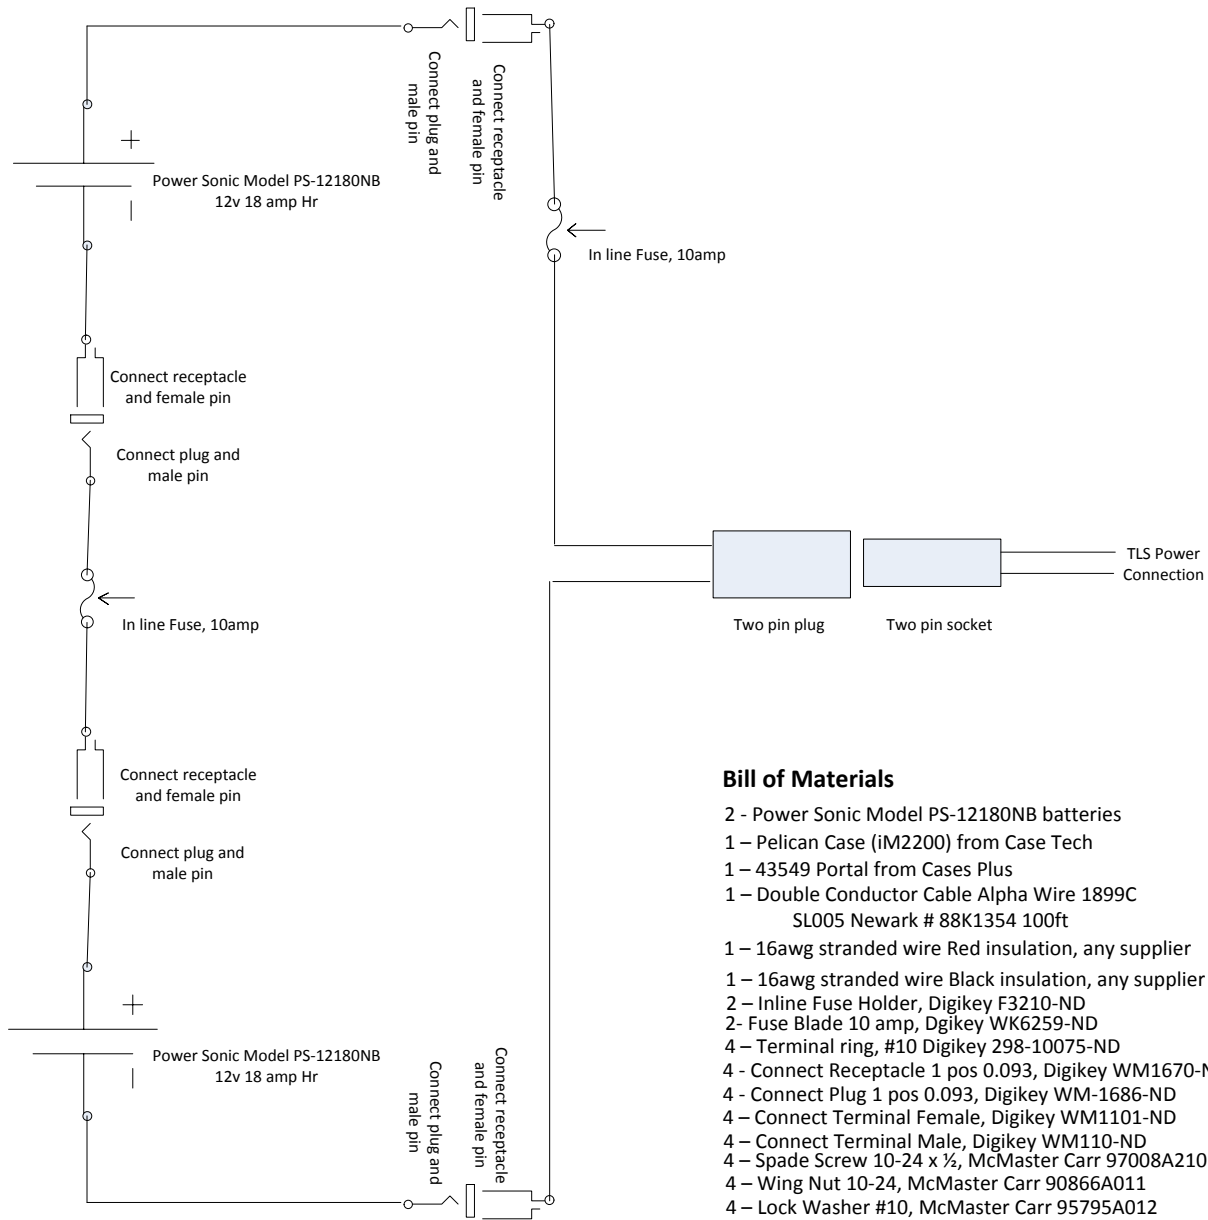 Connect plug and
male pin
Connect receptacle
and female pin
+
Power Sonic Model PS-12180NB
12v 18 amp Hr
In line Fuse, 10amp
Connect receptacle
and female pin
Connect plug and
male pin
In line Fuse, 10amp
TLS Power
Connection
Two pin plug
Two pin socket
Connect receptacle
and female pin
Connect plug and
male pin
+
Power Sonic Model PS-12180NB
12v 18 amp Hr
Connect plug and
male pin
Connect receptacle
and female pin
Bill of Materials
2 - Power Sonic Model PS-12180NB batteries
1 – Pelican Case (iM2200) from Case Tech
1 – 43549 Portal from Cases Plus
1 – Double Conductor Cable Alpha Wire 1899C
SL005 Newark # 88K1354 100ft
1 – 16awg stranded wire Red insulation, any supplier
1 – 16awg stranded wire Black insulation, any supplier
2 – Inline Fuse Holder, Digikey F3210-ND
2- Fuse Blade 10 amp, Dgikey WK6259-ND
4 – Terminal ring, #10 Digikey 298-10075-ND
4 - Connect Receptacle 1 pos 0.093, Digikey WM1670-N
4 - Connect Plug 1 pos 0.093, Digikey WM-1686-ND
4 – Connect Terminal Female, Digikey WM1101-ND
4 – Connect Terminal Male, Digikey WM110-ND
4 – Spade Screw 10-24 x ½, McMaster Carr 97008A210
4 – Wing Nut 10-24, McMaster Carr 90866A011
4 – Lock Washer #10, McMaster Carr 95795A012